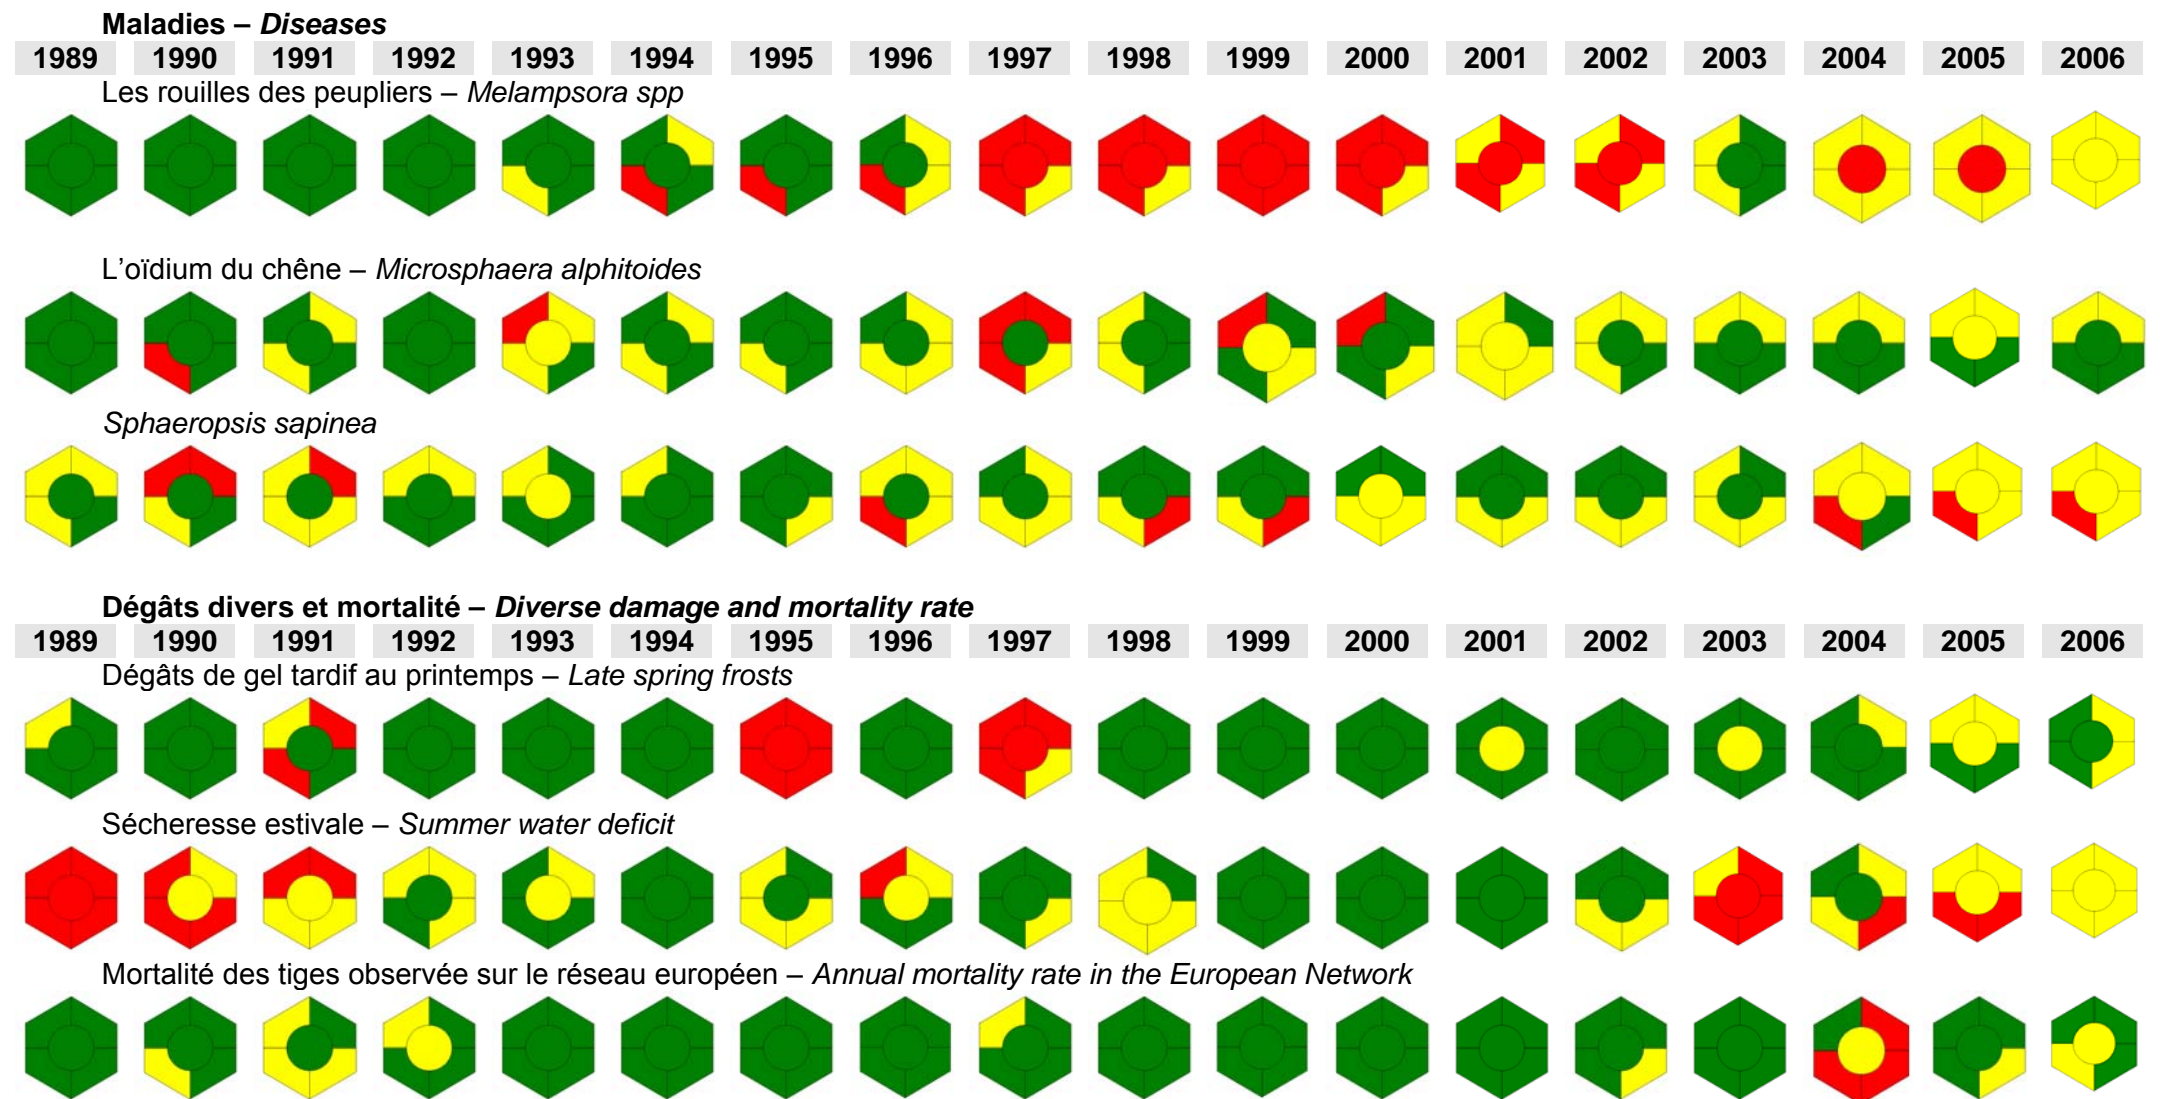 Maladies – Diseases
1989 1990 1991 1992 1993 1994 1995 1996 1997 1998 1999 2000 2001 2002 2003 2004 2005 2006
Les rouilles des peupliers – Melampsora spp
L'oïdium du chêne – Microsphaera alphitoides
Sphaeropsis sapinea
Dégâts divers et mortalité – Diverse damage and mortality rate
1989 1990 1991 1992 1993 1994 1995 1996 1997 1998 1999 2000 2001 2002 2003 2004 2005 2006
Dégâts de gel tardif au printemps – Late spring frosts
Sécheresse estivale – Summer water deficit
Mortalité des tiges observée sur le réseau européen – Annual mortality rate in the European Network